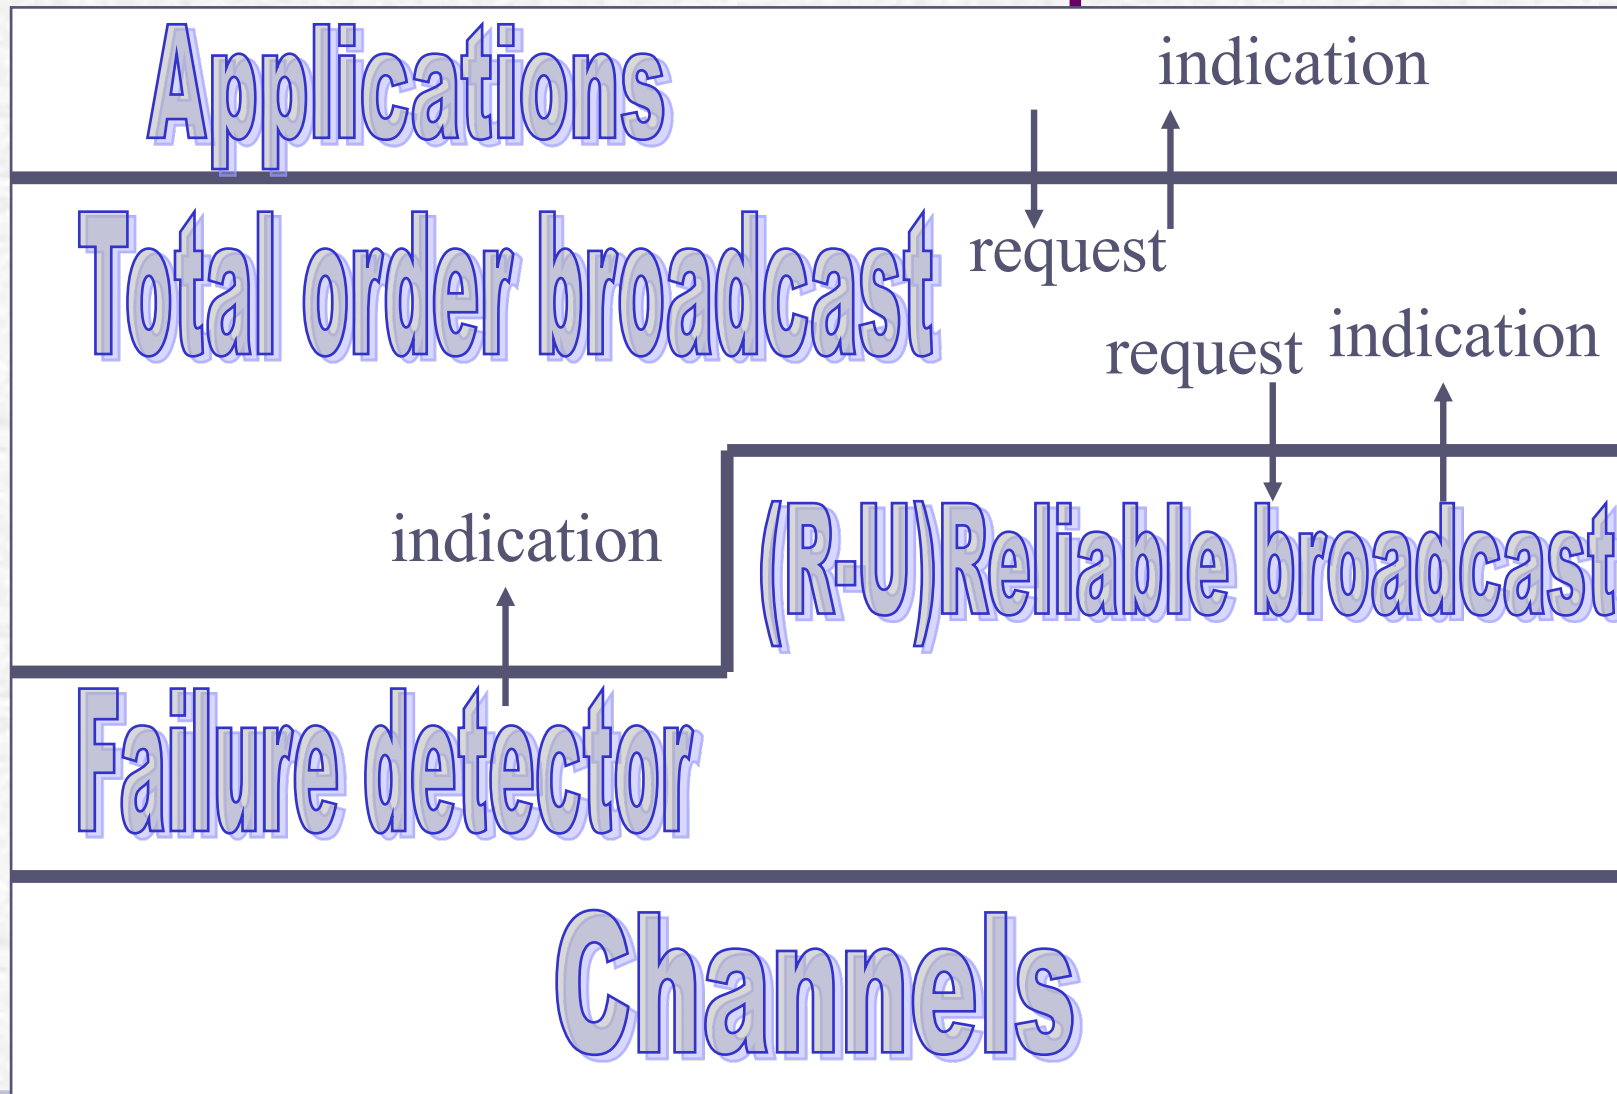 Applications
indication
request
Total order broadcast
request
indication
indication
(R-U)Reliable broadcast
Failure detector
Channels